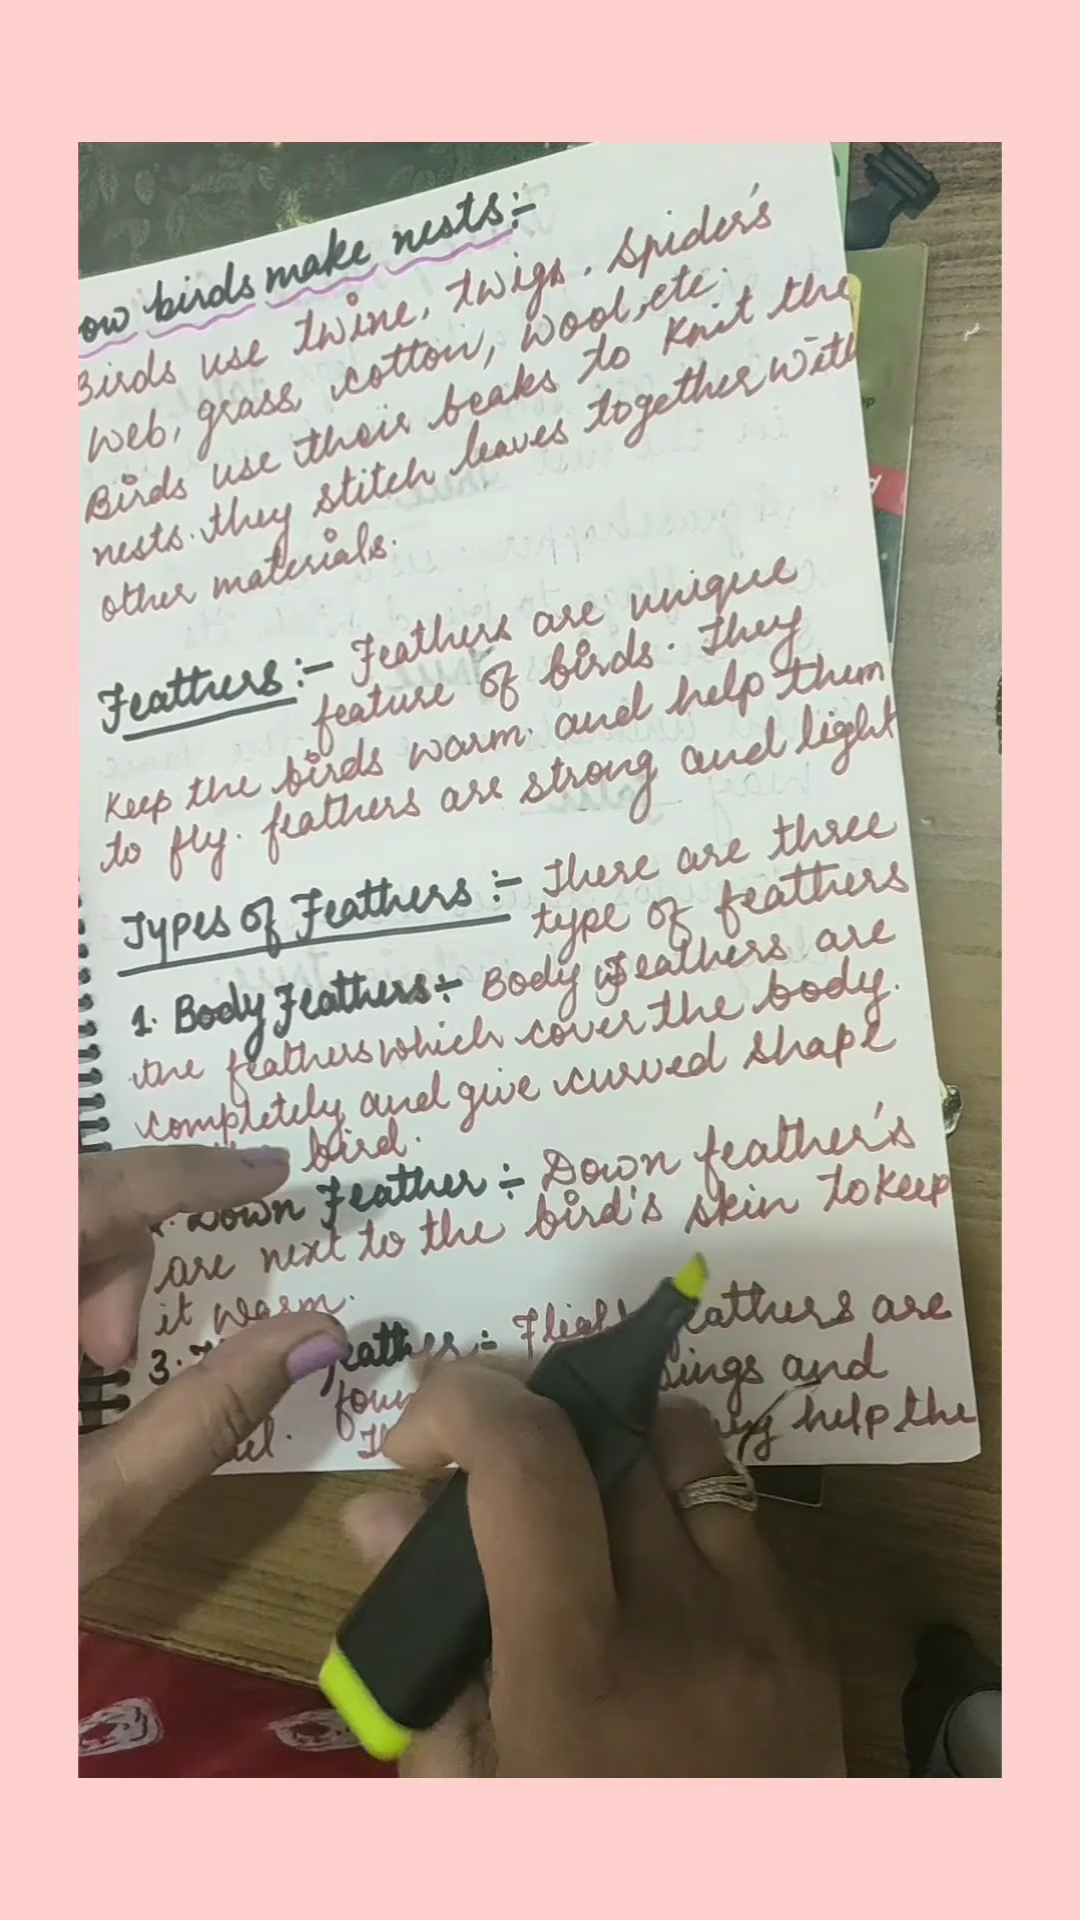 ow birds make nests:-
Birds use twine, twigs. Spider's
web, grass, cotton, wool, etc.
Birds use their beaks to knit the
nests. they stitch leaves together with
other materials.
Feathers :- Feathers are unique
feature of birds. They
keep the birds warm. and help them
to fly. feathers are strong and light
Types of Feathers :- There are three
type of feathers
1. Body Feathers :- Body feathers are
the feathers which cover the body.
completely and give curved shape
bird.
Down Feather :- Down feather's
are next to the bird's skin to keep
it warm.
3. feather :- Flight feathers are
and
help the